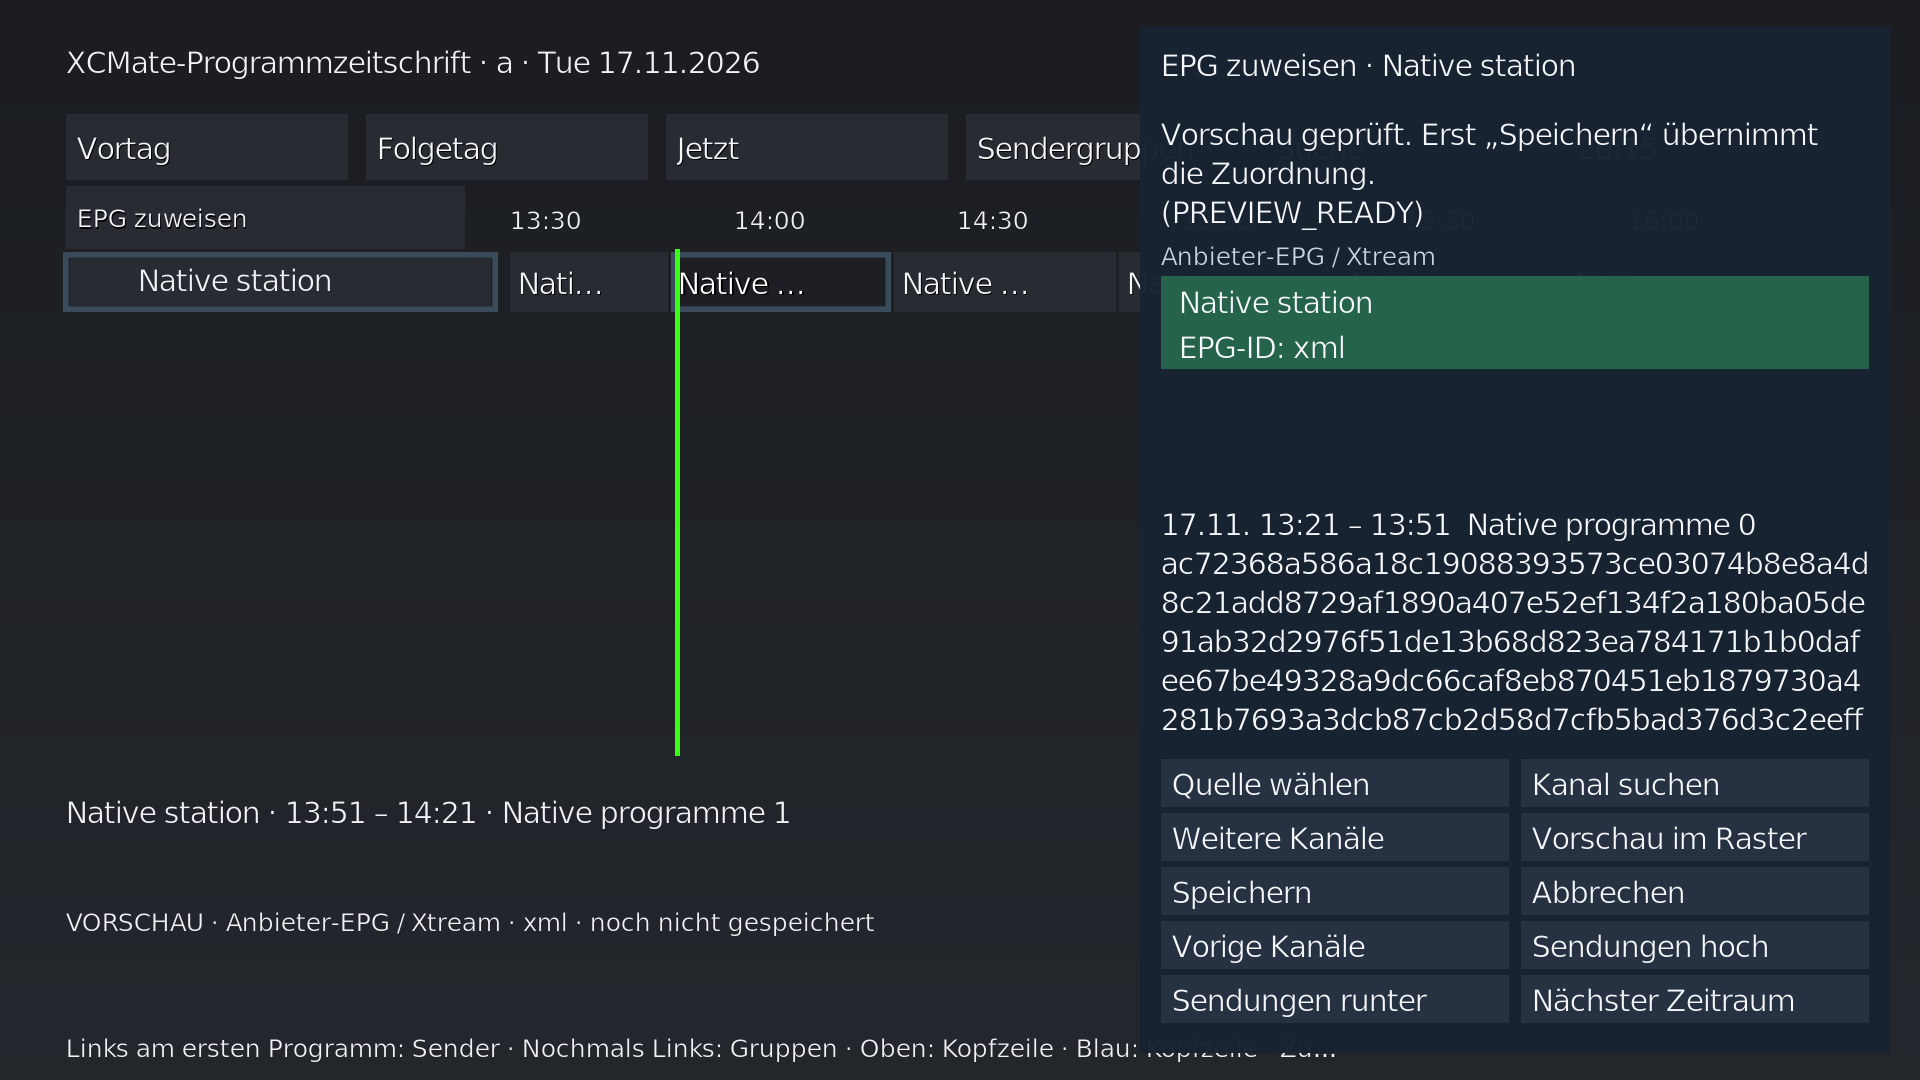 XCMate-Programmzeitschrift · a · Tue 17.11.2026
Vortag
Folgetag
Jetzt
Sendergruppen
EPG zuweisen
13:30
14:00
14:30
16:00
Native station
Nati…
Native …
Native …
EPG zuweisen · Native station
Vorschau geprüft. Erst „Speichern“ übernimmt
die Zuordnung.
(PREVIEW_READY)
Anbieter-EPG / Xtream
Native station
EPG-ID: xml
17.11. 13:21 – 13:51  Native programme 0
ac72368a586a18c19088393573ce03074b8e8a4d
8c21add8729af1890a407e52ef134f2a180ba05de
91ab32d2976f51de13b68d823ea784171b1b0daf
ee67be49328a9dc66caf8eb870451eb1879730a4
281b7693a3dcb87cb2d58d7cfb5bad376d3c2eeff
Quelle wählen
Kanal suchen
Weitere Kanäle
Vorschau im Raster
Speichern
Abbrechen
Vorige Kanäle
Sendungen hoch
Sendungen runter
Nächster Zeitraum
Native station · 13:51 – 14:21 · Native programme 1
VORSCHAU · Anbieter-EPG / Xtream · xml · noch nicht gespeichert
Links am ersten Programm: Sender · Nochmals Links: Gruppen · Oben: Kopfzeile · Blau: Kopfzeile · Zu…